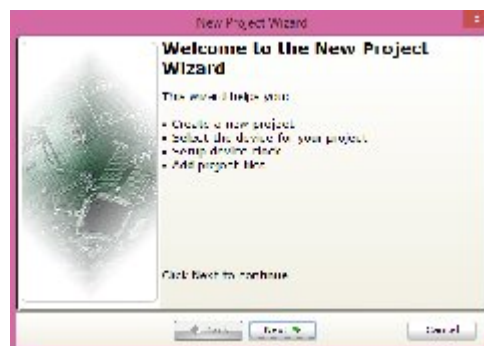 New Project Wizard
Welcome to the New Project
Wizard
This wizard helps you:
• Create a new project
• Select the device for your project
• Setup device clock
• Add project files
Click Next to continue
Back Next Cancel